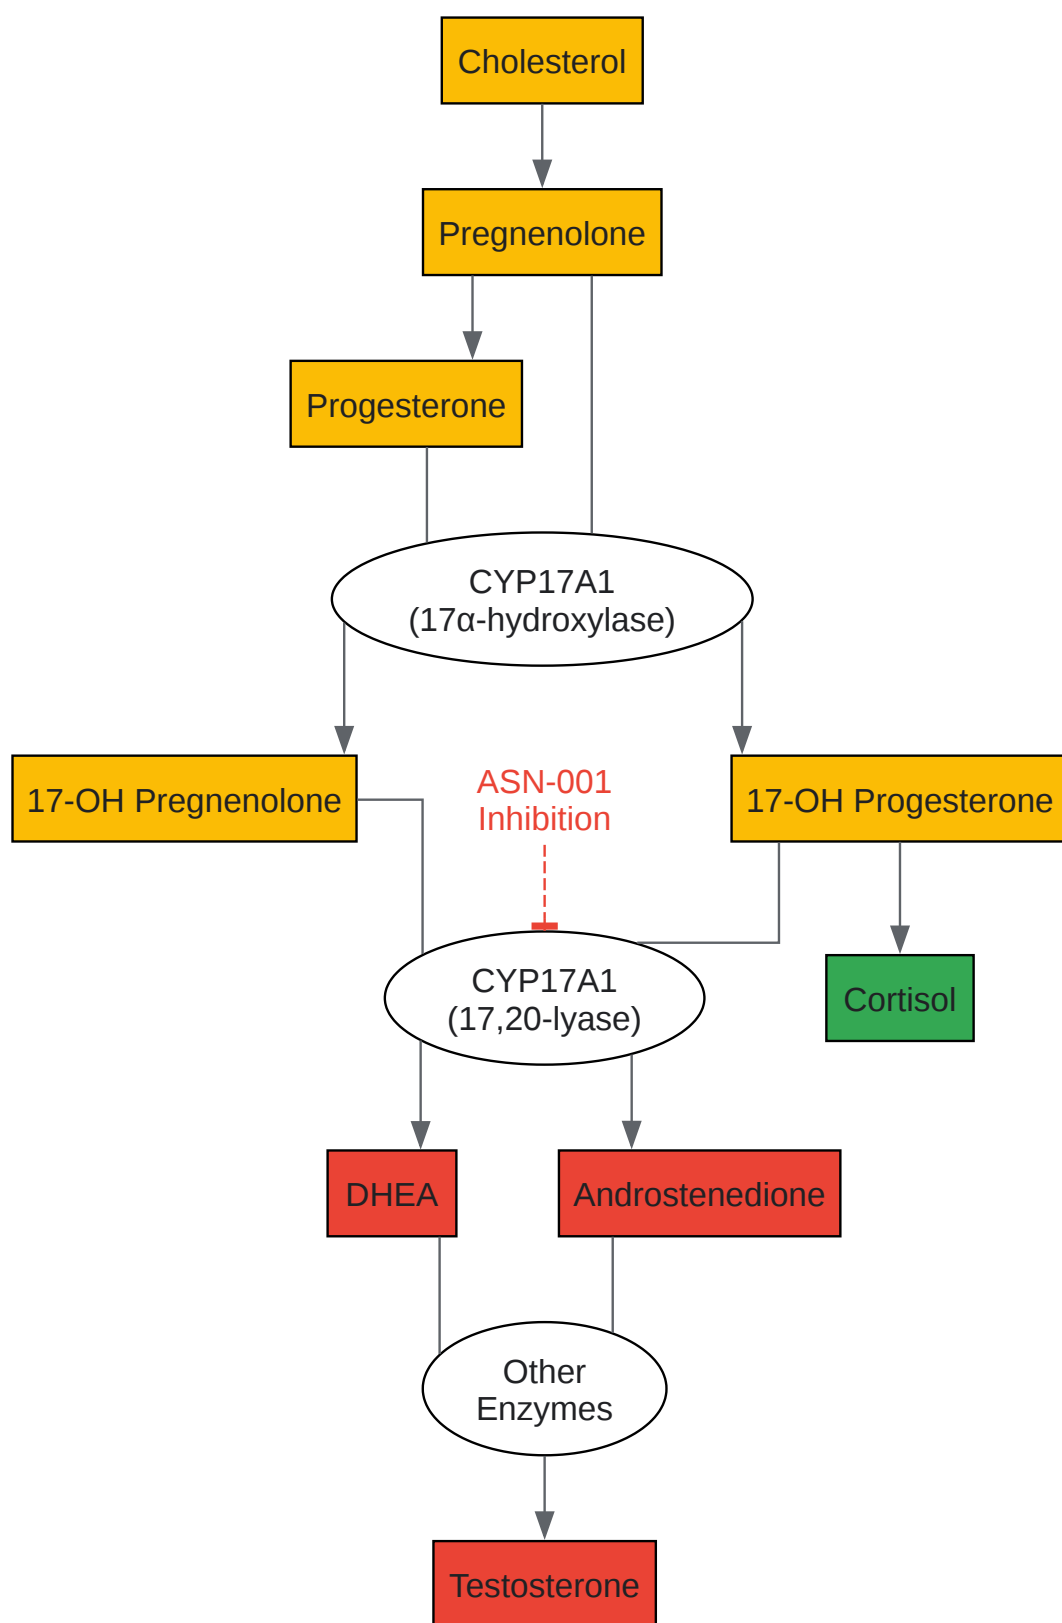 Cholesterol
Pregnenolone
Progesterone
CYP17A1
(17α-hydroxylase)
17-OH Pregnenolone
ASN-001
Inhibition
17-OH Progesterone
CYP17A1
(17,20-lyase)
Cortisol
DHEA
Androstenedione
Other
Enzymes
Testosterone